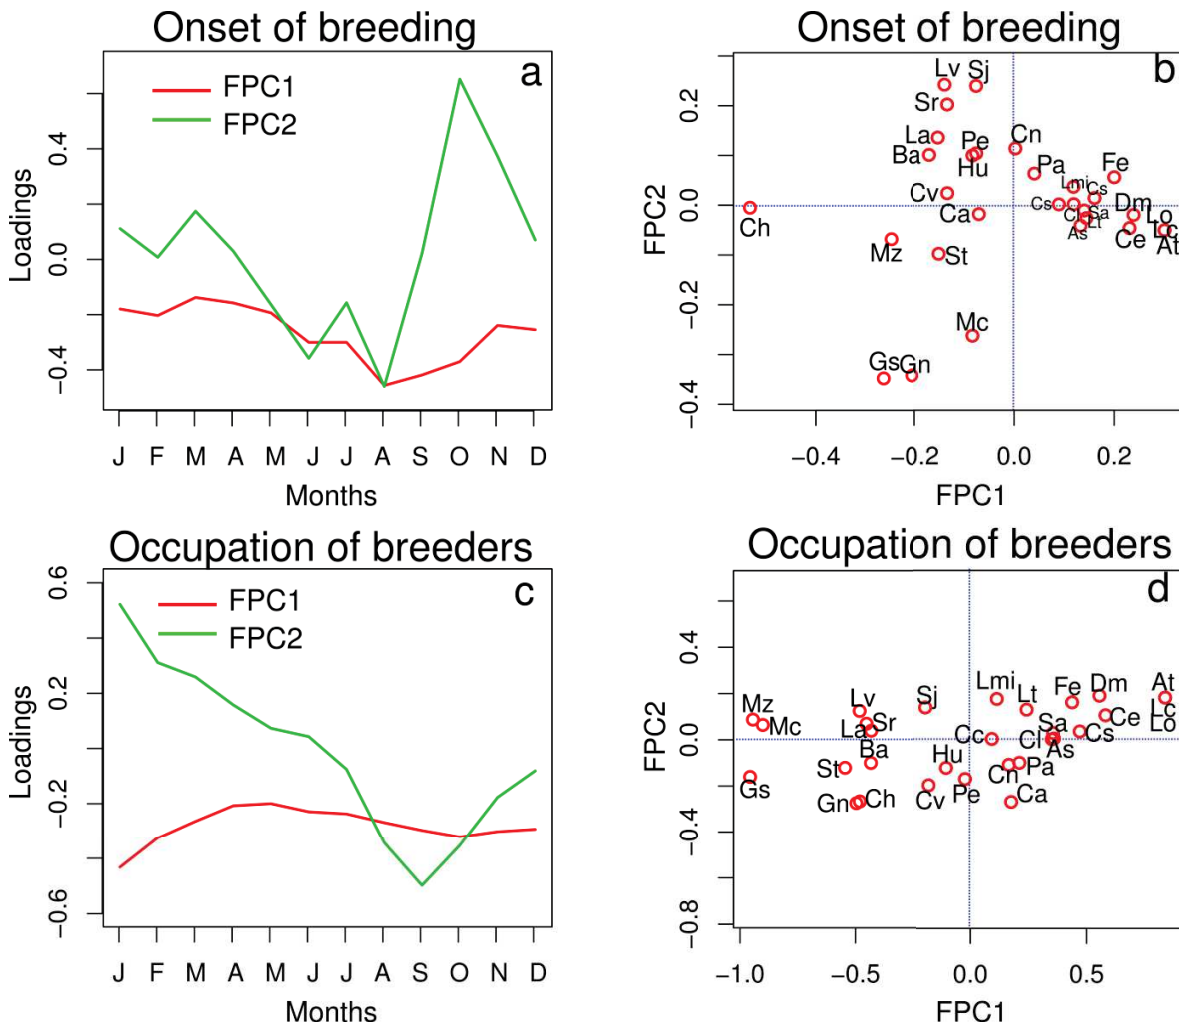 Onset of breeding
a
FPC1
FPC2
Loadings
0.4
0.0
−0.4
J F M A M J J A S O N D
Months
Onset of breeding
b
FPC2
0.2
0.0
−0.2
−0.4
Lv Sj
Sr
La Pe Cn
Ba Hu Pa Fe
Lmi Cs
Cv Cs Dm
Ca Cl Sa Lo
Ch Lt Lc
As Ce At
Mz St
Mc
Gs Gn
−0.4 −0.2 0.0 0.2
FPC1
Occupation of breeders
c
FPC1
FPC2
Loadings
0.6
0.2
−0.2
−0.6
J F M A M J J A S O N D
Months
Occupation of breeders
d
FPC2
0.4
0.0
−0.4
−0.8
Lmi Lt Fe Dm At
Mz Lv Sj
Mc La Sr Sa Ce Lc
Cc Cl Cs Lo
Ba Hu As
St Cn Pa
Gs Pe Ca
Gn Ch Cv
−1.0 −0.5 0.0 0.5
FPC1